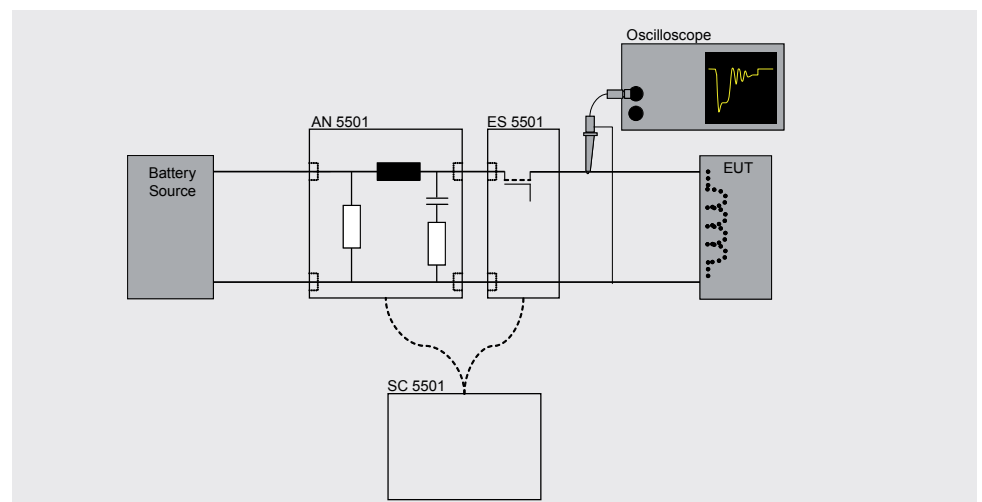 Oscilloscope
AN 5501
ES 5501
Battery
Source
EUT
SC 5501